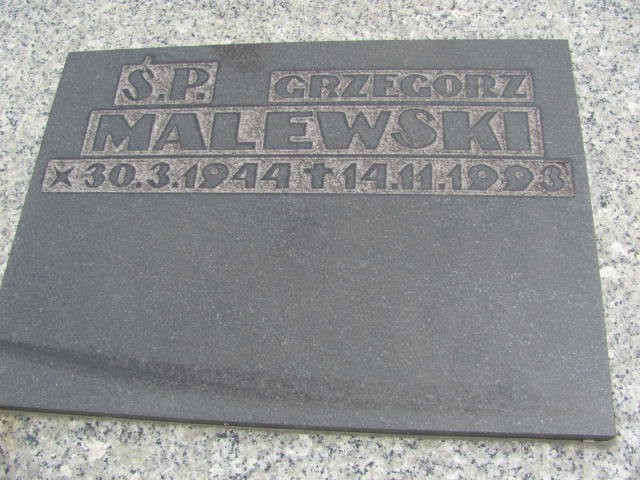 Ś.P. GRZEGORZ
MALEWSKI
30.3.1944 ✝ 14.11.1993